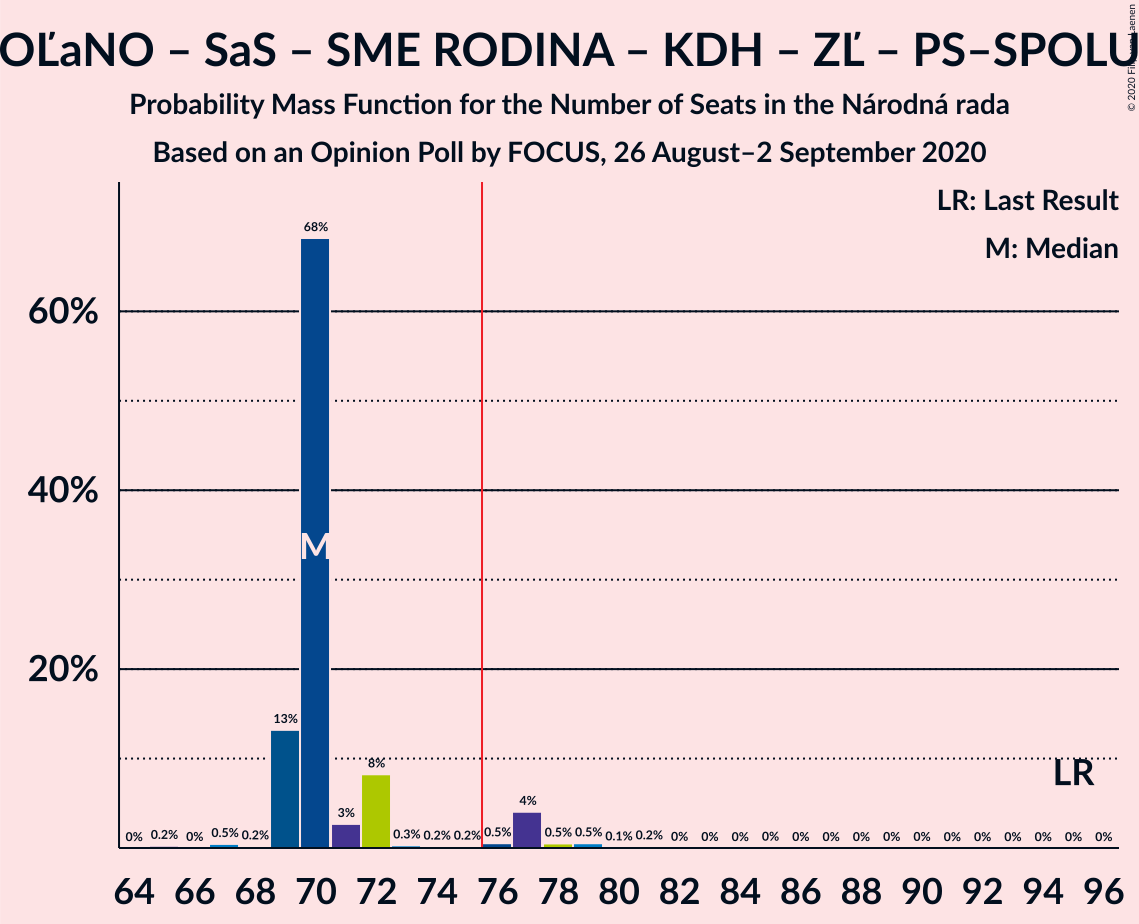 OĽaNO – SaS – SME RODINA – KDH – ZĽ – PS–SPOLU
Probability Mass Function for the Number of Seats in the Národná rada
Based on an Opinion Poll by FOCUS, 26 August–2 September 2020
© 2020 Filip van Laenen
LR: Last Result
M: Median
60%
40%
20%
68%
M
13%
8%
3%
4%
LR
0% 0.2% 0% 0.5% 0.2% 0.3% 0.2% 0.2% 0.5% 0.5% 0.5% 0.1% 0.2% 0% 0% 0% 0% 0% 0% 0% 0% 0% 0% 0% 0% 0% 0% 0%
64 66 68 70 72 74 76 78 80 82 84 86 88 90 92 94 96